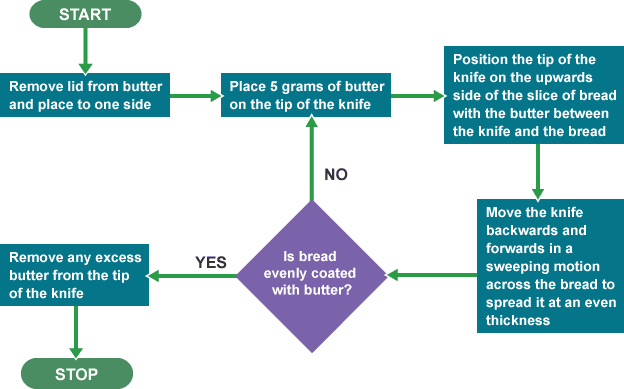 START
Remove lid from butter
and place to one side
Place 5 grams of butter
on the tip of the knife
Position the tip of the
knife on the upwards
side of the slice of bread
with the butter between
the knife and the bread
Move the knife
backwards and
forwards in a
sweeping motion
across the bread to
spread it at an even
thickness
Is bread
evenly coated
with butter?
NO
YES
Remove any excess
butter from the tip
of the knife
STOP